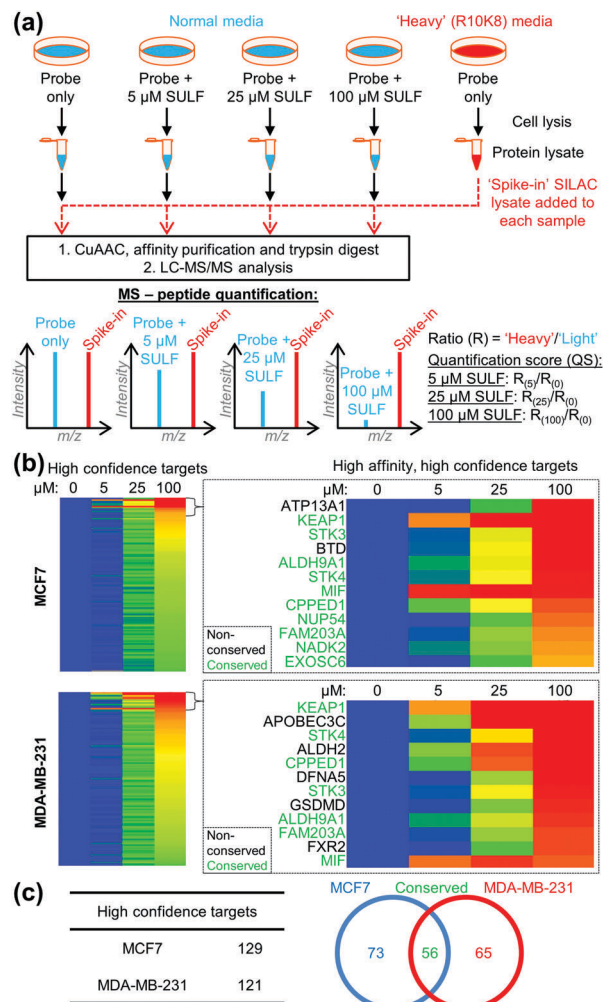 (a)
Normal media
'Heavy' (R10K8) media
Probe only
Probe + 5 µM SULF
Probe + 25 µM SULF
Probe + 100 µM SULF
Probe only
Cell lysis
Protein lysate
'Spike-in' SILAC
lysate added to
each sample
1. CuAAC, affinity purification and trypsin digest
2. LC-MS/MS analysis
MS – peptide quantification:
Intensity
Probe only
Spike-in
m/z
Intensity
Probe + 5 µM SULF
Spike-in
m/z
Intensity
Probe + 25 µM SULF
Spike-in
m/z
Intensity
Probe + 100 µM SULF
Spike-in
m/z
Ratio (R) = 'Heavy'/'Light'
Quantification score (QS):
5 µM SULF: R(5)/R(0)
25 µM SULF: R(25)/R(0)
100 µM SULF: R(100)/R(0)
(b)
High confidence targets
µM: 0 5 25 100
MCF7
High affinity, high confidence targets
µM: 0 5 25 100
ATP13A1
KEAP1
STK3
BTD
ALDH9A1
STK4
MIF
CPPED1
NUP54
FAM203A
NADK2
EXOSC6
Non-
conserved
Conserved
MDA-MB-231
µM: 0 5 25 100
KEAP1
APOBEC3C
STK4
ALDH2
CPPED1
DFNA5
STK3
GSDMD
ALDH9A1
FAM203A
FXR2
MIF
Non-
conserved
Conserved
(c)
High confidence targets
MCF7 129
MDA-MB-231 121
MCF7 Conserved MDA-MB-231
73 56 65